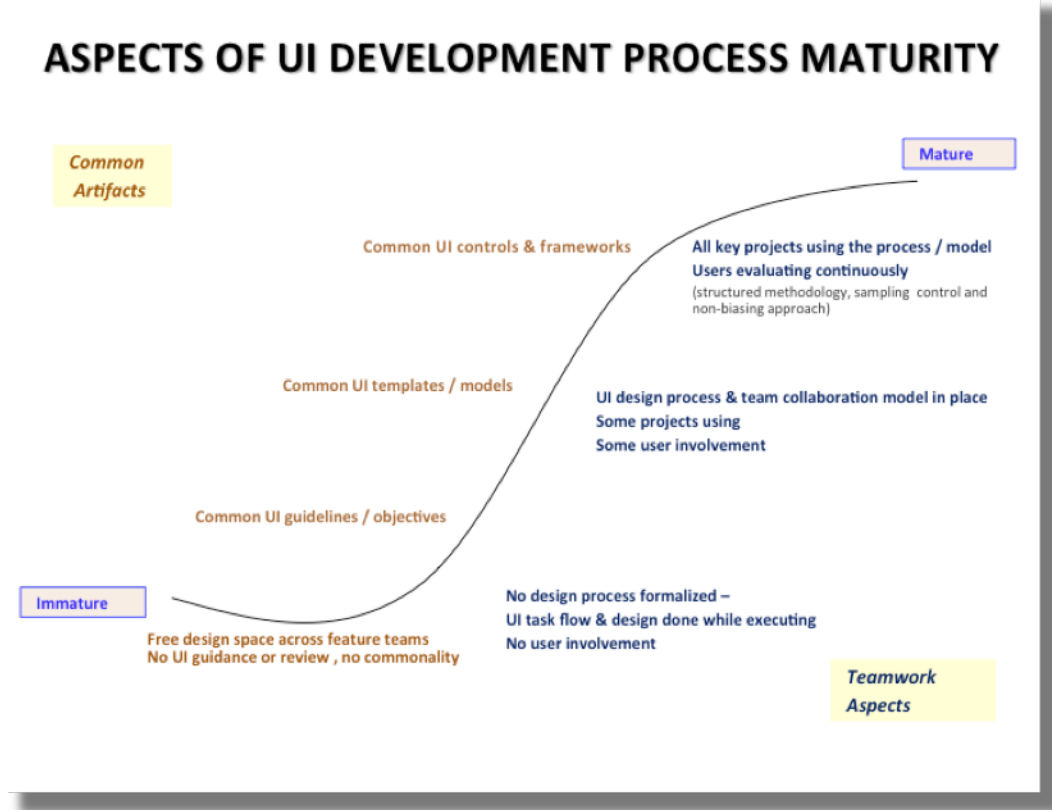 ASPECTS OF UI DEVELOPMENT PROCESS MATURITY
Common
Artifacts
Mature
Common UI controls & frameworks
All key projects using the process / model
Users evaluating continuously
(structured methodology, sampling control and
non-biasing approach)
Common UI templates / models
UI design process & team collaboration model in place
Some projects using
Some user involvement
Common UI guidelines / objectives
Immature
No design process formalized –
UI task flow & design done while executing
No user involvement
Free design space across feature teams
No UI guidance or review , no commonality
Teamwork
Aspects